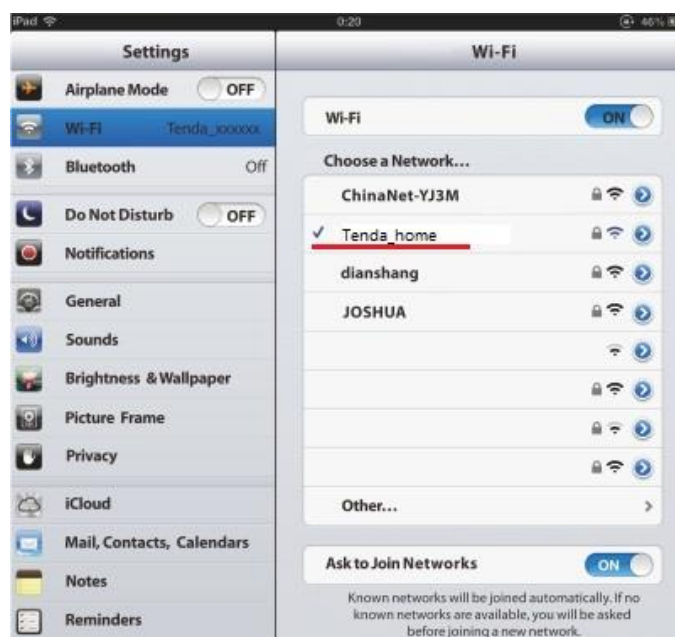 iPad 0:20 46%
Settings
Airplane Mode OFF
Wi-Fi Tenda_xxxxxx
Bluetooth Off
Do Not Disturb OFF
Notifications
General
Sounds
Brightness & Wallpaper
Picture Frame
Privacy
iCloud
Mail, Contacts, Calendars
Notes
Reminders
Wi-Fi
Wi-Fi ON
Choose a Network...
ChinaNet-YJ3M
Tenda_home
dianshang
JOSHUA
Other...
Ask to Join Networks ON
Known networks will be joined automatically. If no
known networks are available, you will be asked
before joining a new network.